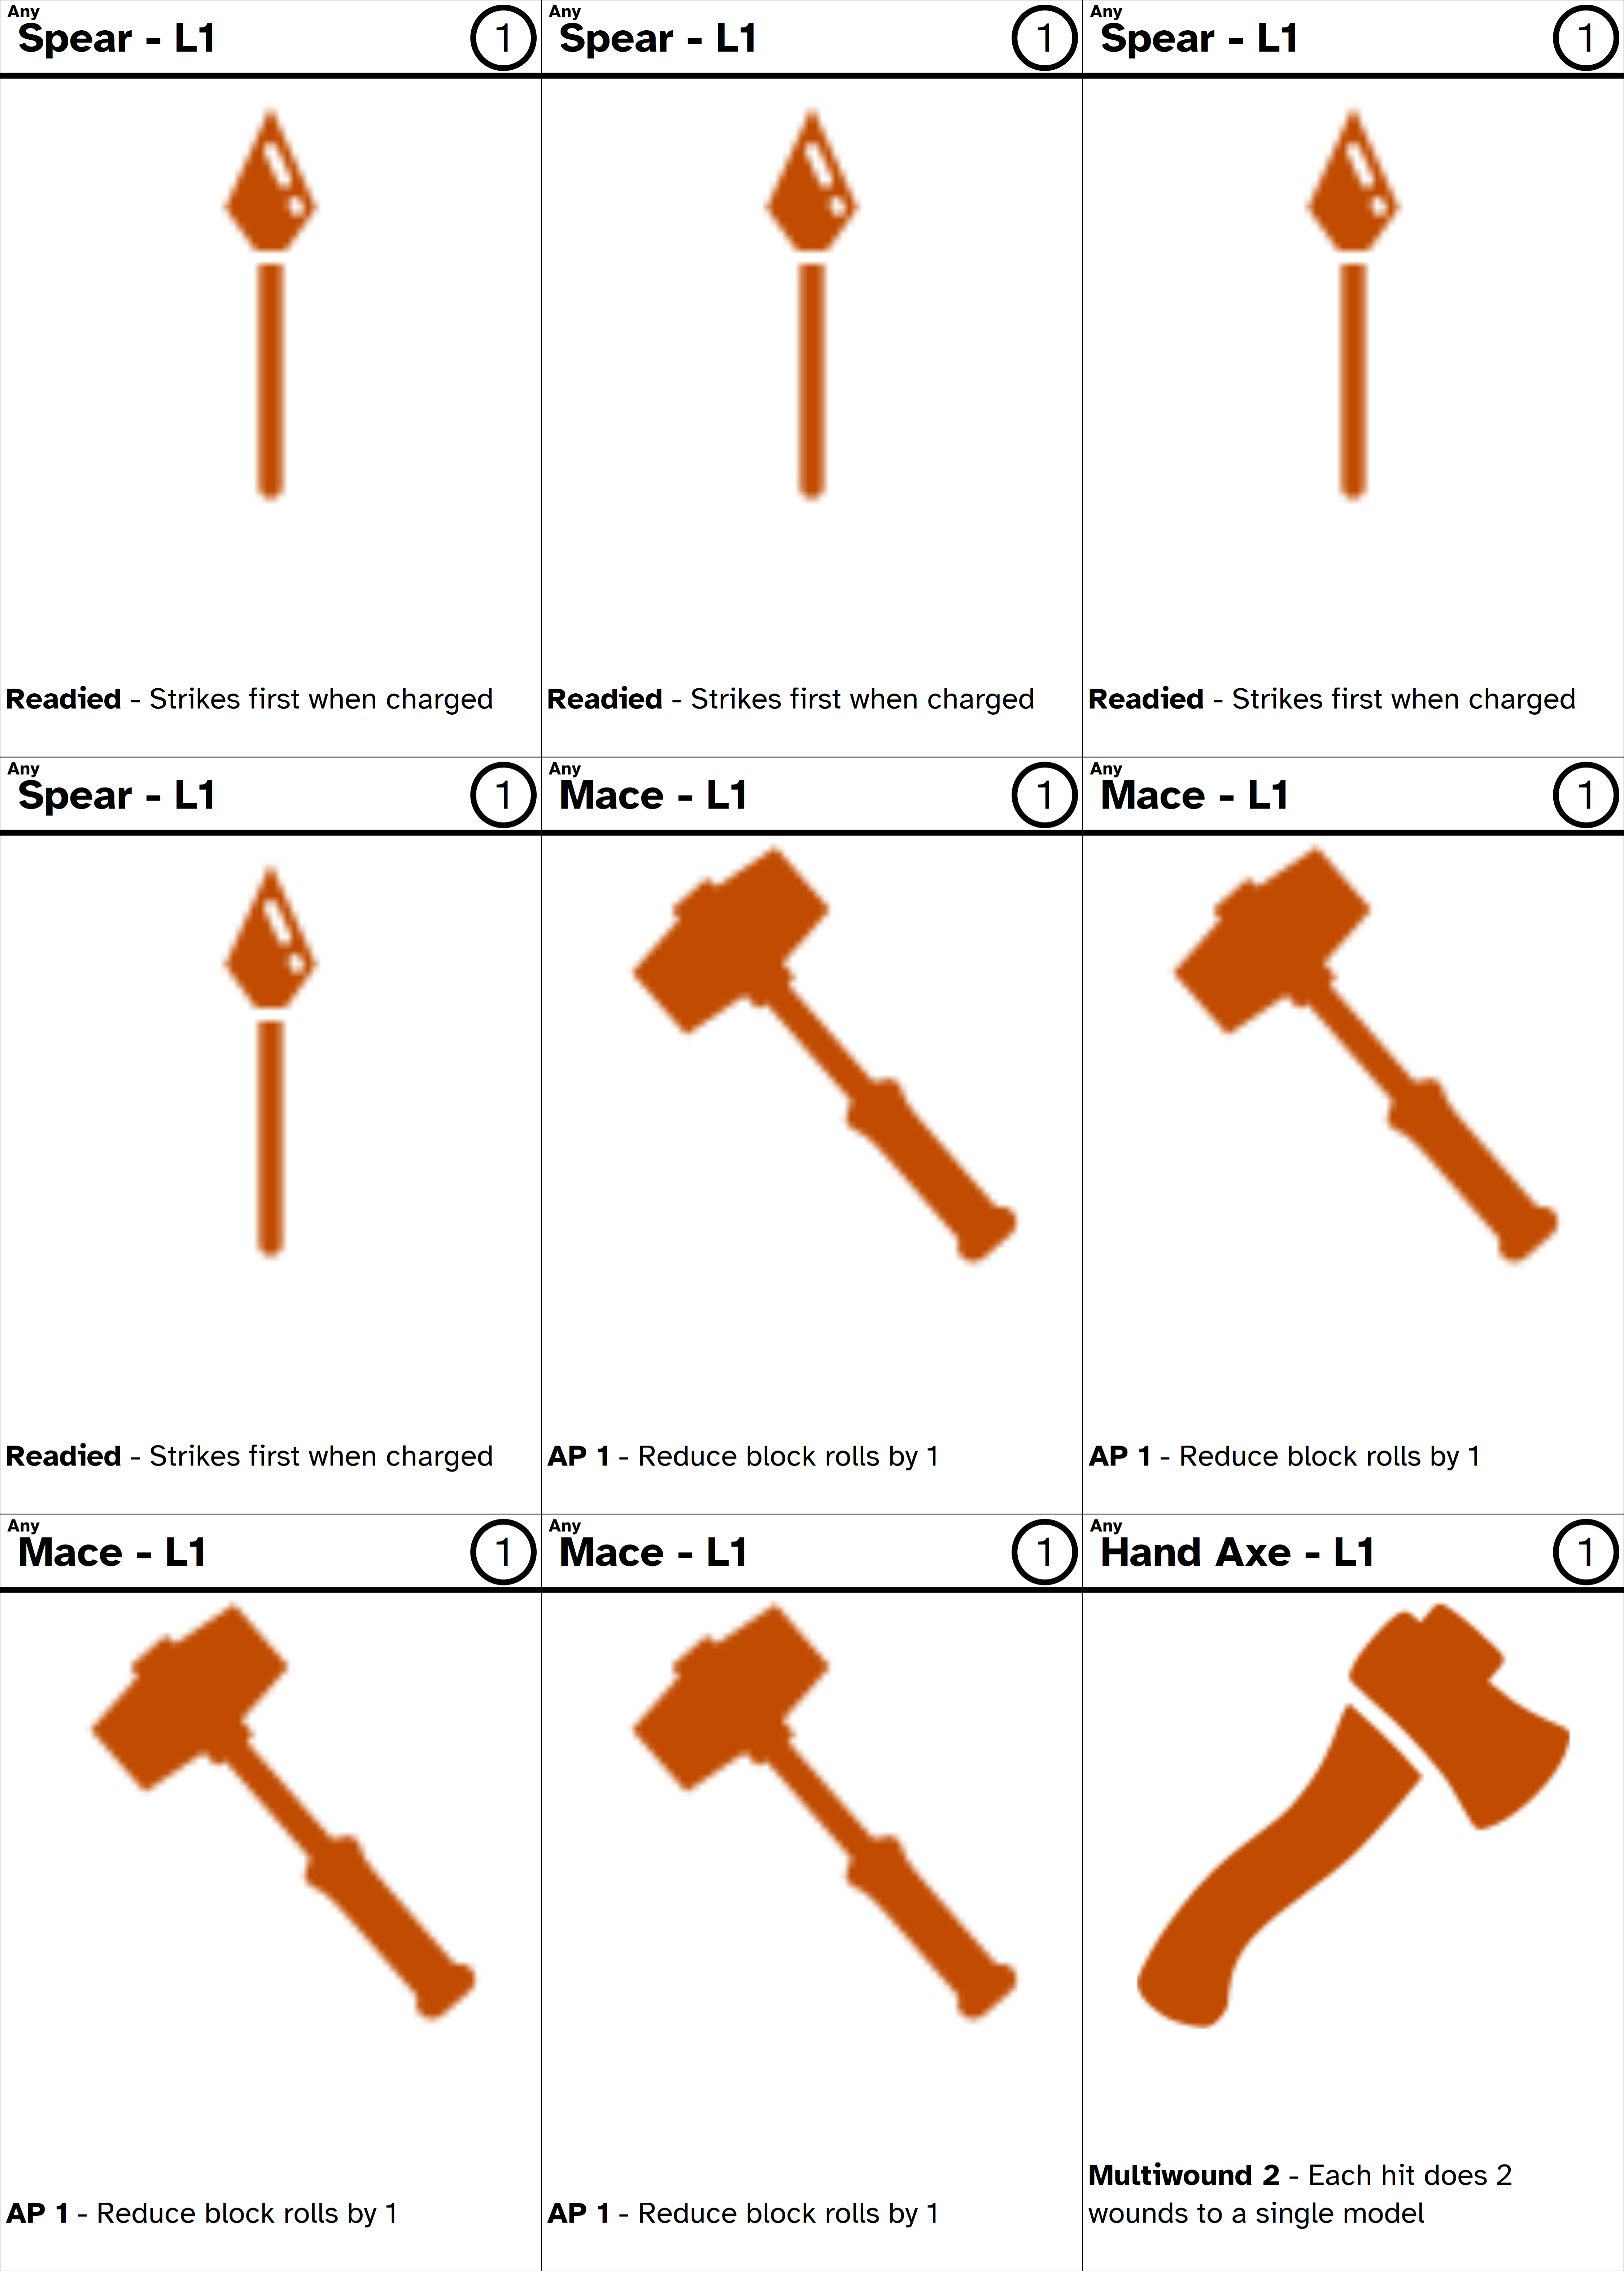 Any
Spear - L1
1
Readied - Strikes first when charged
Any
Spear - L1
1
Readied - Strikes first when charged
Any
Spear - L1
1
Readied - Strikes first when charged
Any
Spear - L1
1
Readied - Strikes first when charged
Any
Mace - L1
1
AP 1 - Reduce block rolls by 1
Any
Mace - L1
1
AP 1 - Reduce block rolls by 1
Any
Mace - L1
1
AP 1 - Reduce block rolls by 1
Any
Mace - L1
1
AP 1 - Reduce block rolls by 1
Any
Hand Axe - L1
1
Multiwound 2 - Each hit does 2
wounds to a single model